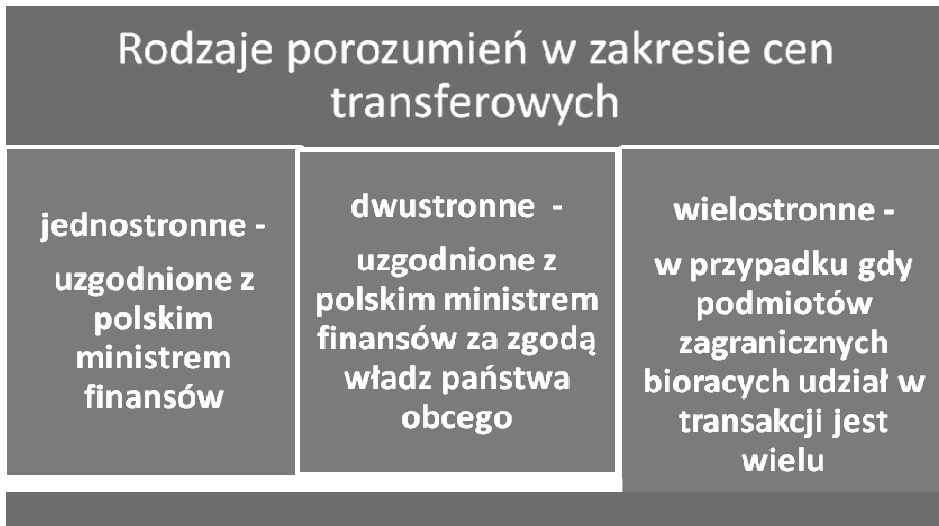 Rodzaje porozumień w zakresie cen
transferowych
jednostronne -
uzgodnione z
polskim
ministrem
finansów
dwustronne -
uzgodnione z
polskim ministrem
finansów za zgodą
władz państwa
obcego
wielostronne -
w przypadku gdy
podmiotów
zagranicznych
bioracych udział w
transakcji jest
wielu